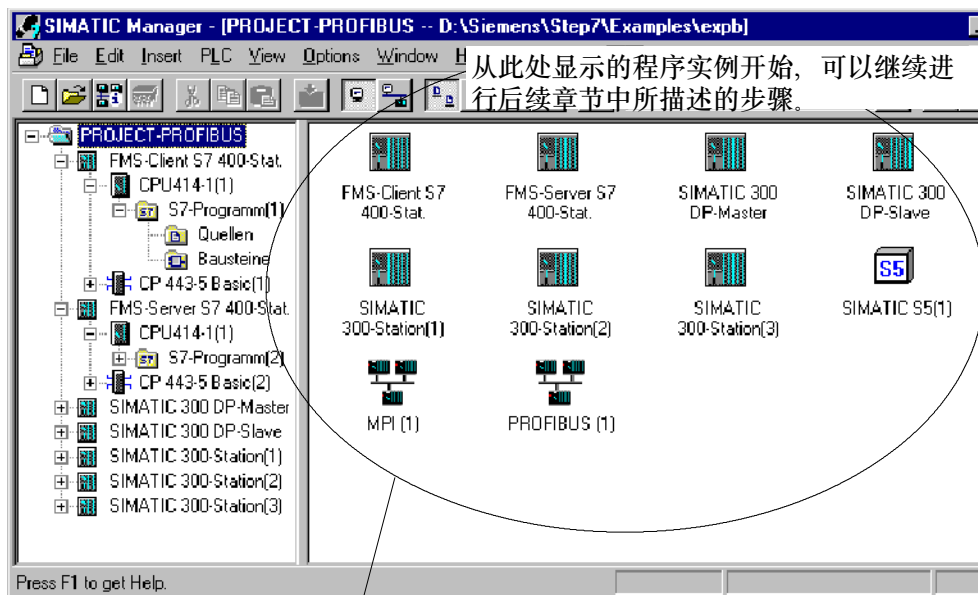 SIMATIC Manager - [PROJECT-PROFIBUS -- D:\Siemens\Step7\Examples\expb]
File Edit Insert PLC View Options Window H
从此处显示的程序实例开始，可以继续进
行后续章节中所描述的步骤。
PROJECT-PROFIBUS
FMS-Client S7 400-Stat.
CPU414-1(1)
S7-Programm(1)
Quellen
Bausteine
CP 443-5 Basic(1)
FMS-Server S7 400-Stat.
CPU414-1(1)
S7-Programm(2)
CP 443-5 Basic(2)
SIMATIC 300 DP-Master
SIMATIC 300 DP-Slave
SIMATIC 300-Station(1)
SIMATIC 300-Station(2)
SIMATIC 300-Station(3)
FMS-Client S7
400-Stat.
FMS-Server S7
400-Stat.
SIMATIC 300
DP-Master
SIMATIC 300
DP-Slave
SIMATIC
300-Station(1)
SIMATIC
300-Station(2)
SIMATIC
300-Station(3)
S5
SIMATIC S5(1)
MPI (1)
PROFIBUS (1)
Press F1 to get Help.